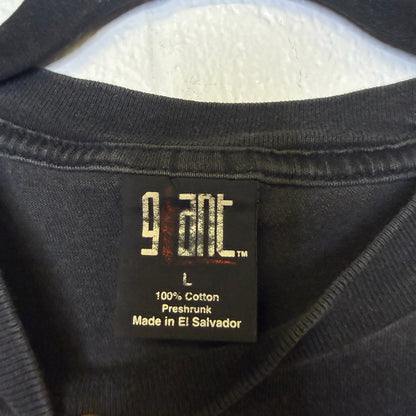 giant™
L
100% Cotton
Preshrunk
Made in El Salvador